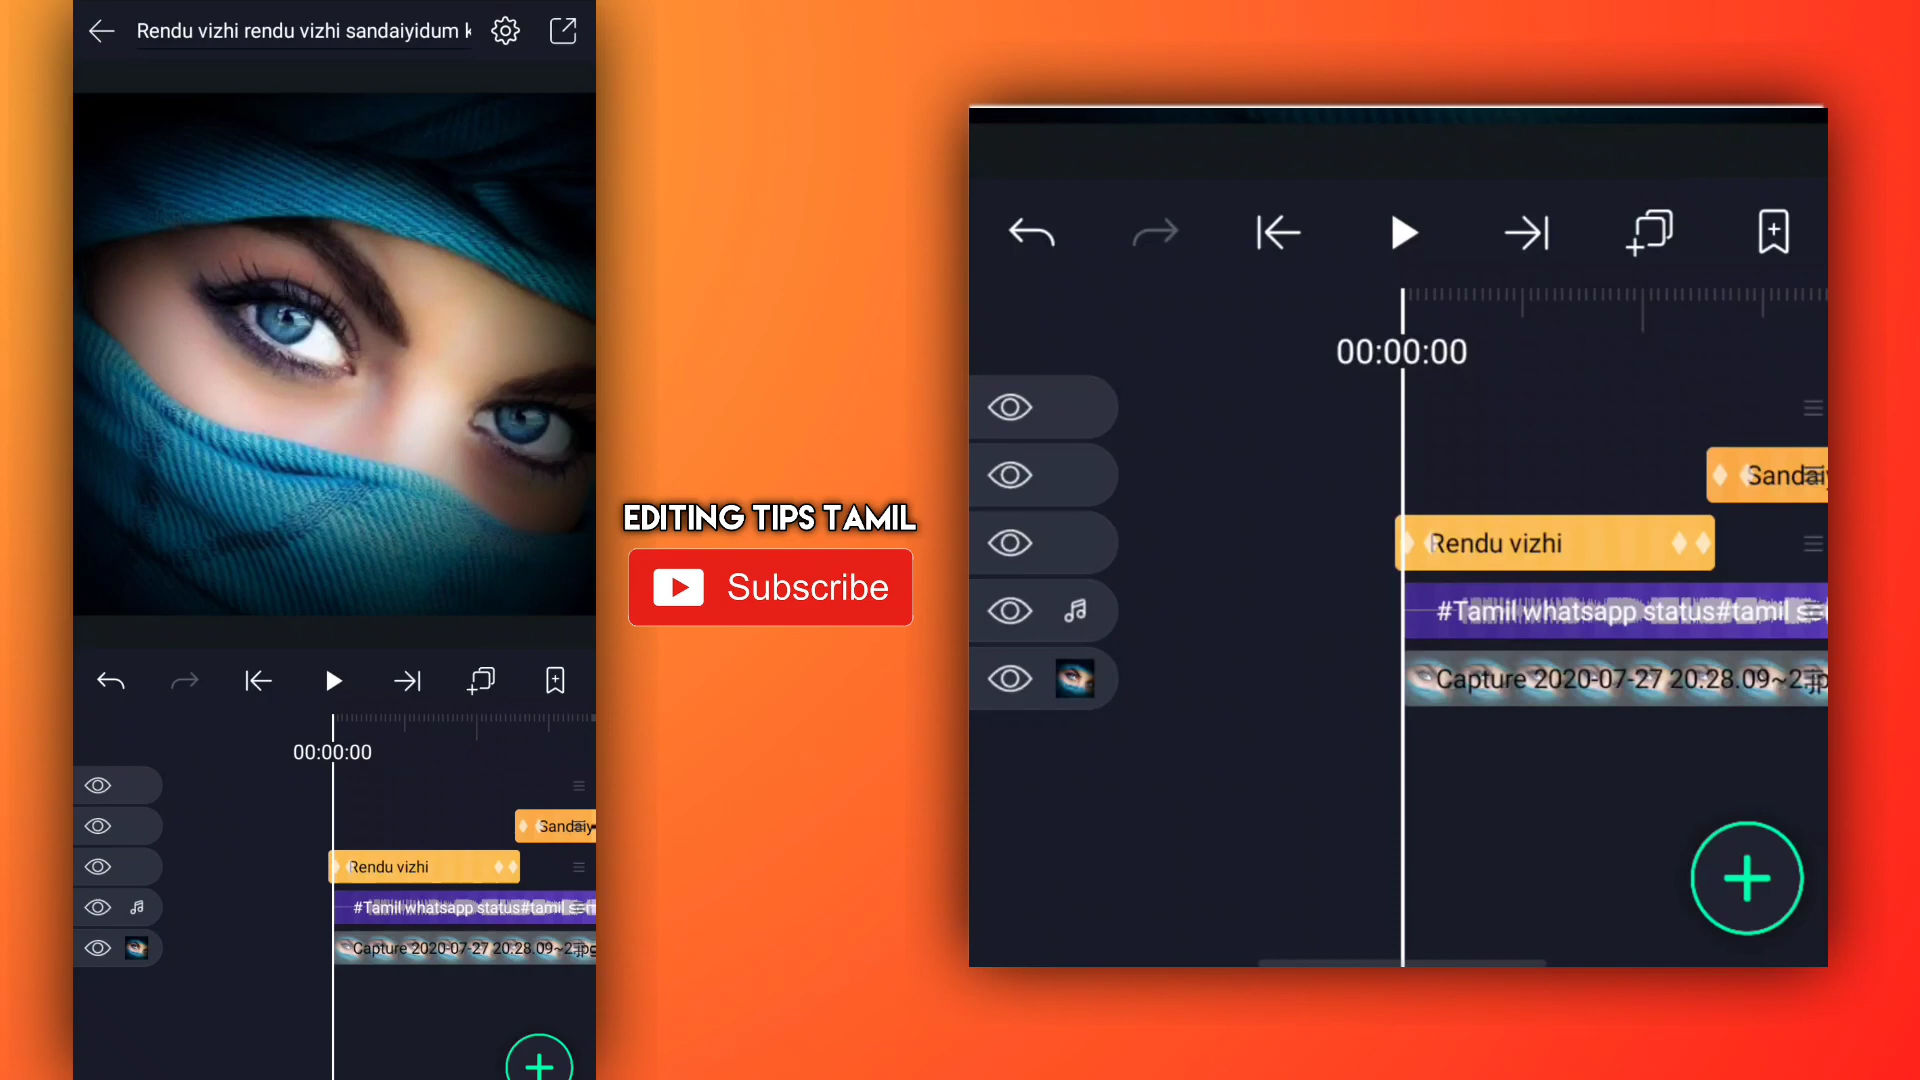 Rendu vizhi rendu vizhi sandaiyidum k
00:00:00
Sandaiy
Rendu vizhi
#Tamil whatsapp status#tamil s
Capture 2020-07-27 20.28.09~2.jpg
EDITING TIPS TAMIL
Subscribe
00:00:00
Sandaiy
Rendu vizhi
#Tamil whatsapp status#tamil s
Capture 2020-07-27 20.28.09~2.jp